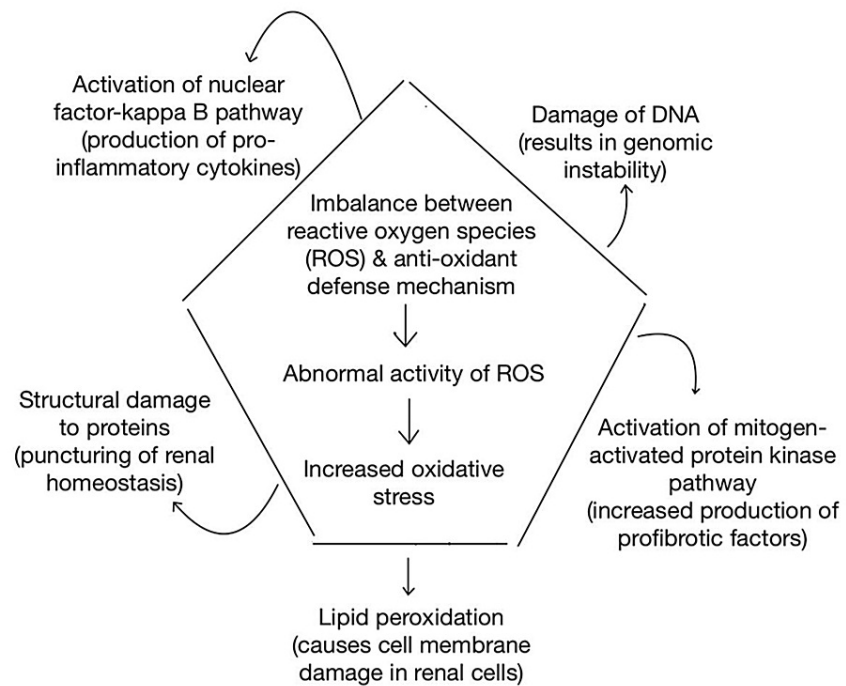 Activation of nuclear
factor-kappa B pathway
(production of pro-
inflammatory cytokines)
Damage of DNA
(results in genomic
instability)
Imbalance between
reactive oxygen species
(ROS) & anti-oxidant
defense mechanism
Abnormal activity of ROS
Increased oxidative
stress
Structural damage
to proteins
(puncturing of renal
homeostasis)
Activation of mitogen-
activated protein kinase
pathway
(increased production of
profibrotic factors)
Lipid peroxidation
(causes cell membrane
damage in renal cells)